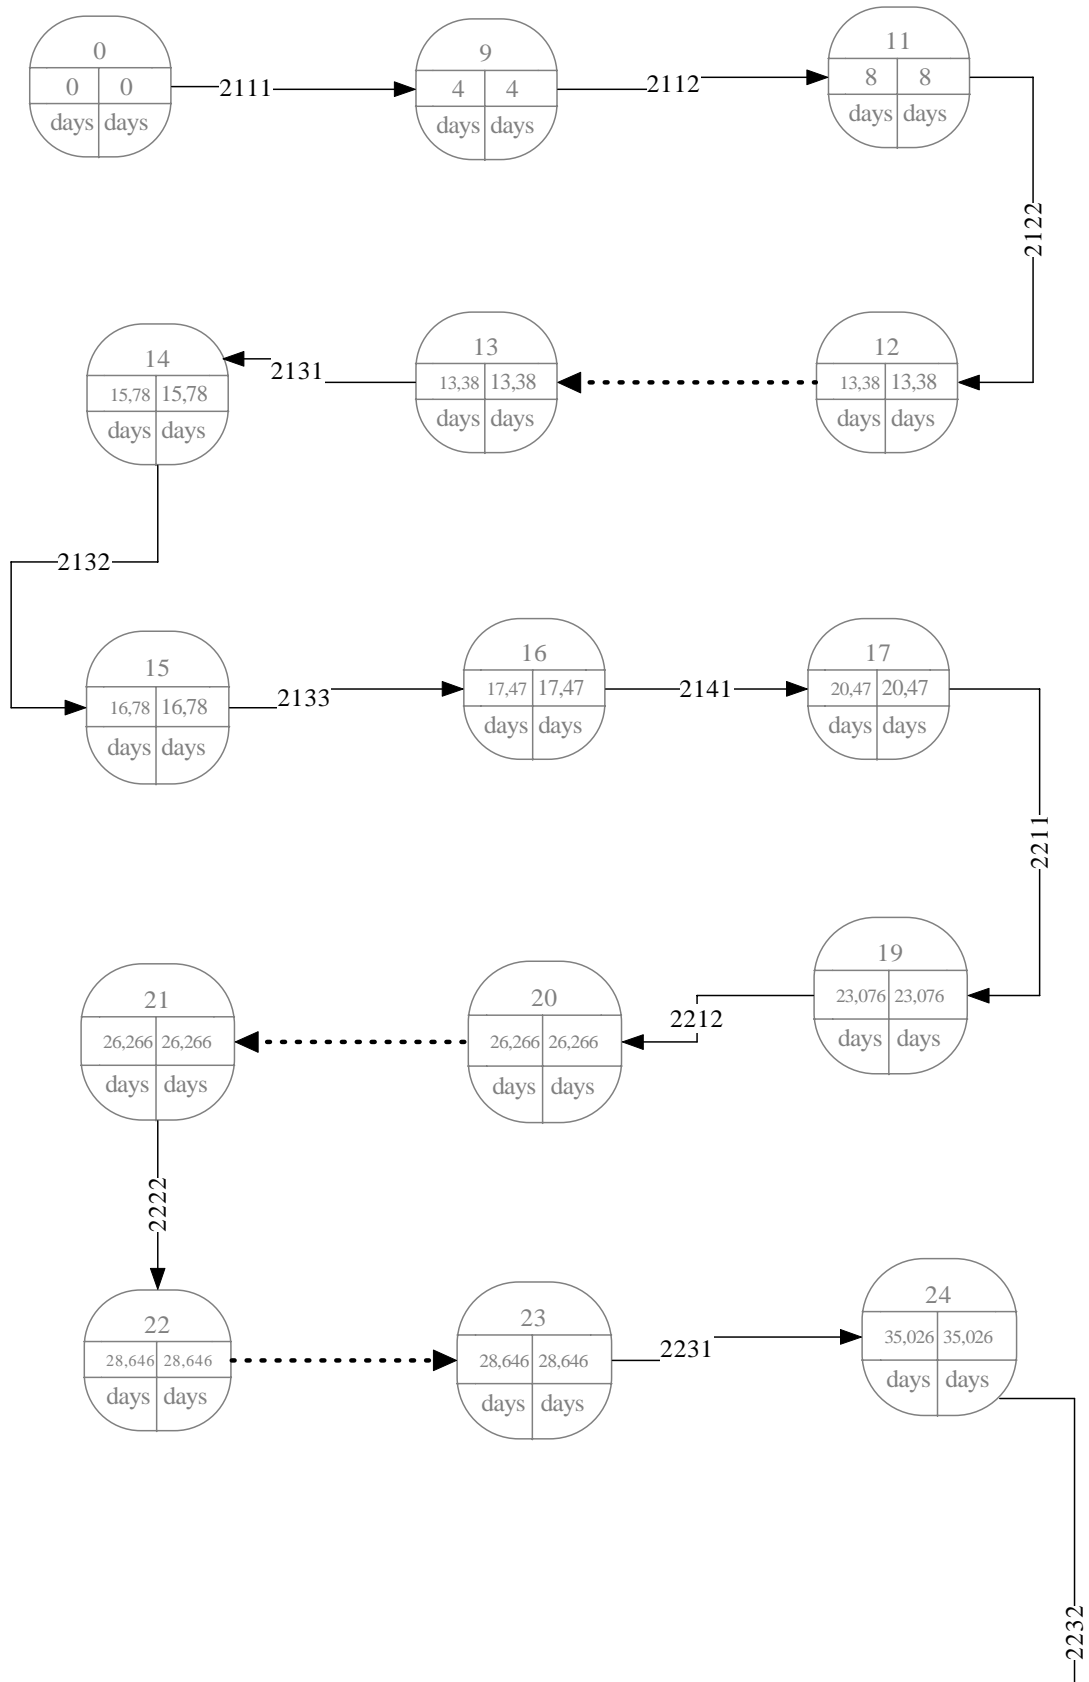 0
0 0
days days
2111
9
4 4
days days
2112
11
8 8
days days
2122
14
15,78 15,78
days days
2131
13
13,38 13,38
days days
12
13,38 13,38
days days
2132
15
16,78 16,78
days days
2133
16
17,47 17,47
days days
2141
17
20,47 20,47
days days
2211
21
26,266 26,266
days days
20
26,266 26,266
days days
2212
19
23,076 23,076
days days
2222
22
28,646 28,646
days days
23
28,646 28,646
days days
2231
24
35,026 35,026
days days
2232